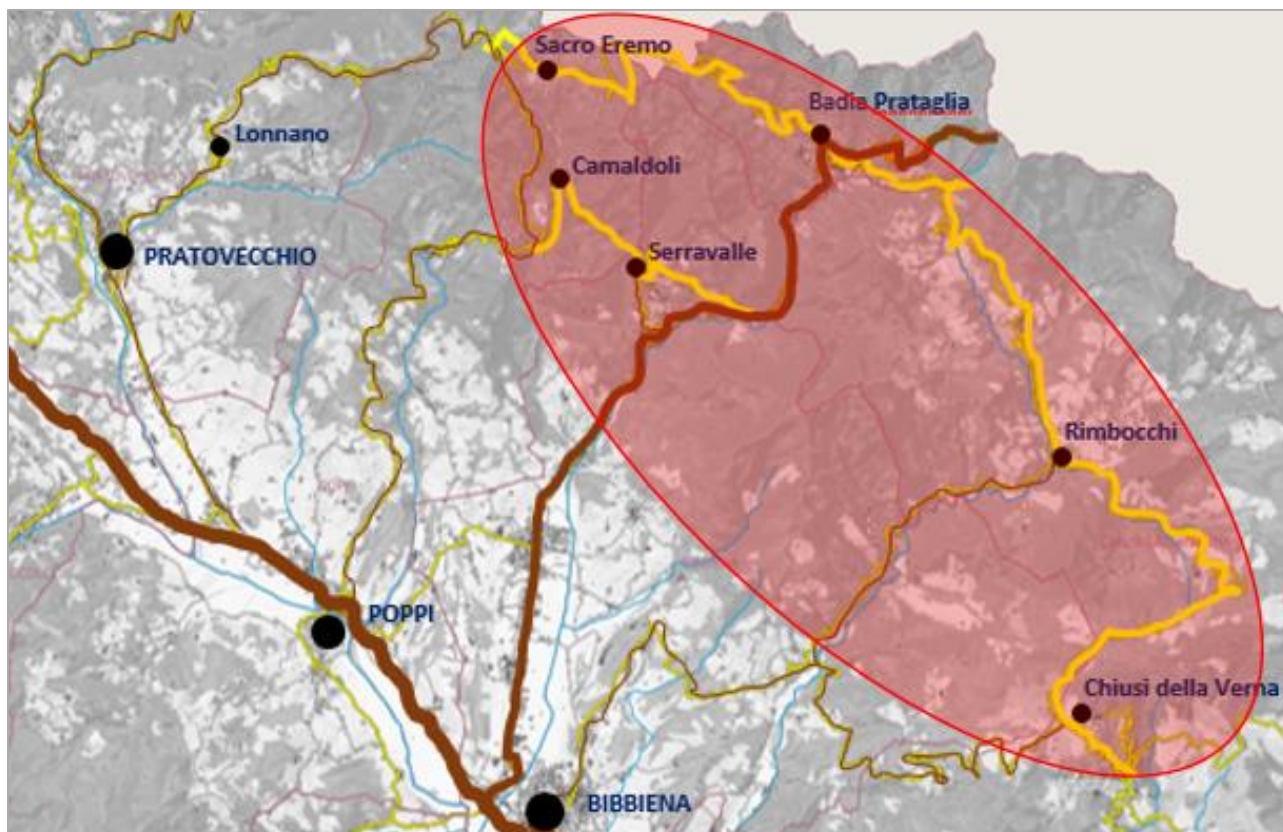 Sacro Eremo
Badia Prataglia
Lonnano
Camaldoli
PRATOVECCHIO
Serravalle
Rimbocchi
POPPI
Chiusi della Verna
BIBBIENA